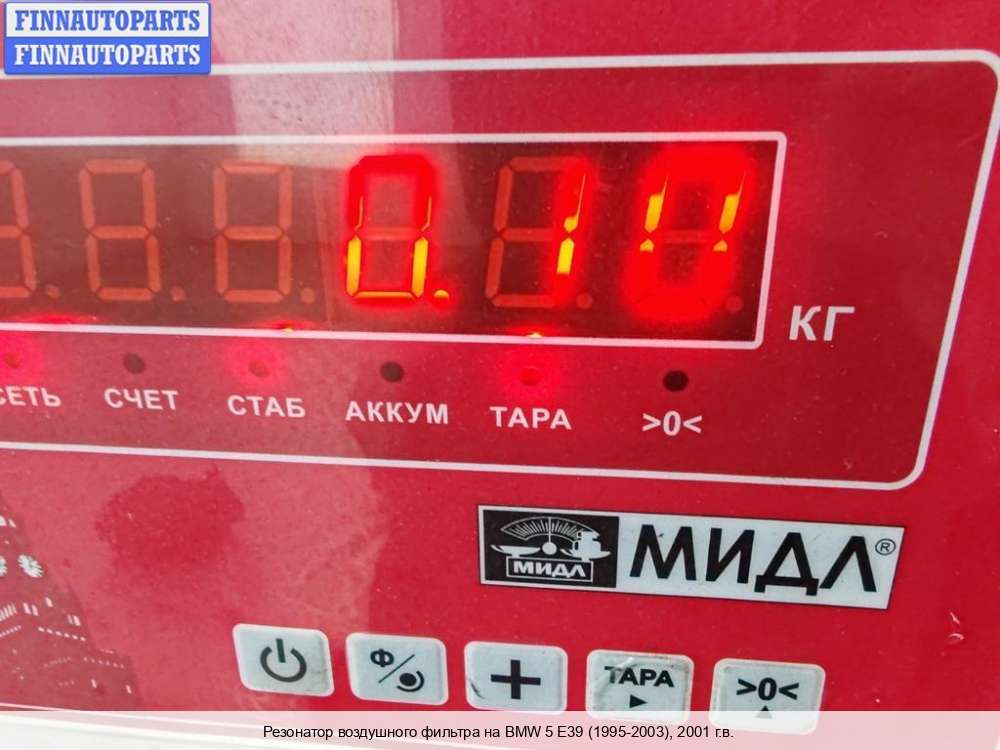 FINNAUTOPARTS
FINNAUTOPARTS
0.10
КГ
СЕТЬ СЧЕТ СТАБ АККУМ ТАРА >0<
МИДЛ МИДЛ®
Ф ТАРА >0<
Резонатор воздушного фильтра на BMW 5 E39 (1995-2003), 2001 г.в.